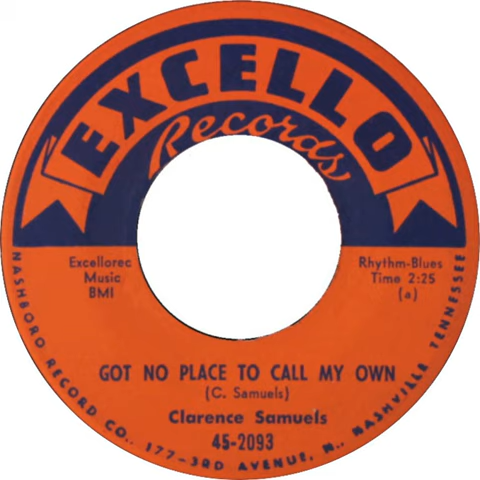 EXCELLO
Records
Excellorec
Music
BMI
Rhythm-Blues
Time 2:25
(a)
GOT NO PLACE TO CALL MY OWN
(C. Samuels)
Clarence Samuels
45-2093
NASHBORO RECORD CO., 177-3RD AVENUE, N., NASHVILLE, TENNESSEE